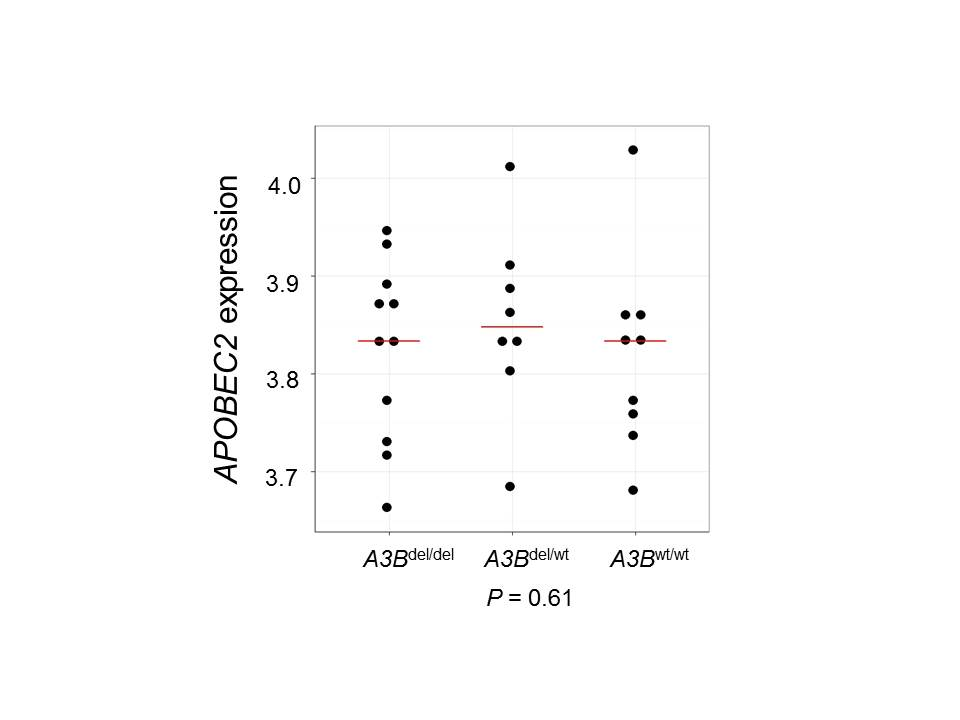 APOBEC2 expression
4.0
3.9
3.8
3.7
A3Bdel/del A3Bdel/wt A3Bwt/wt
P = 0.61